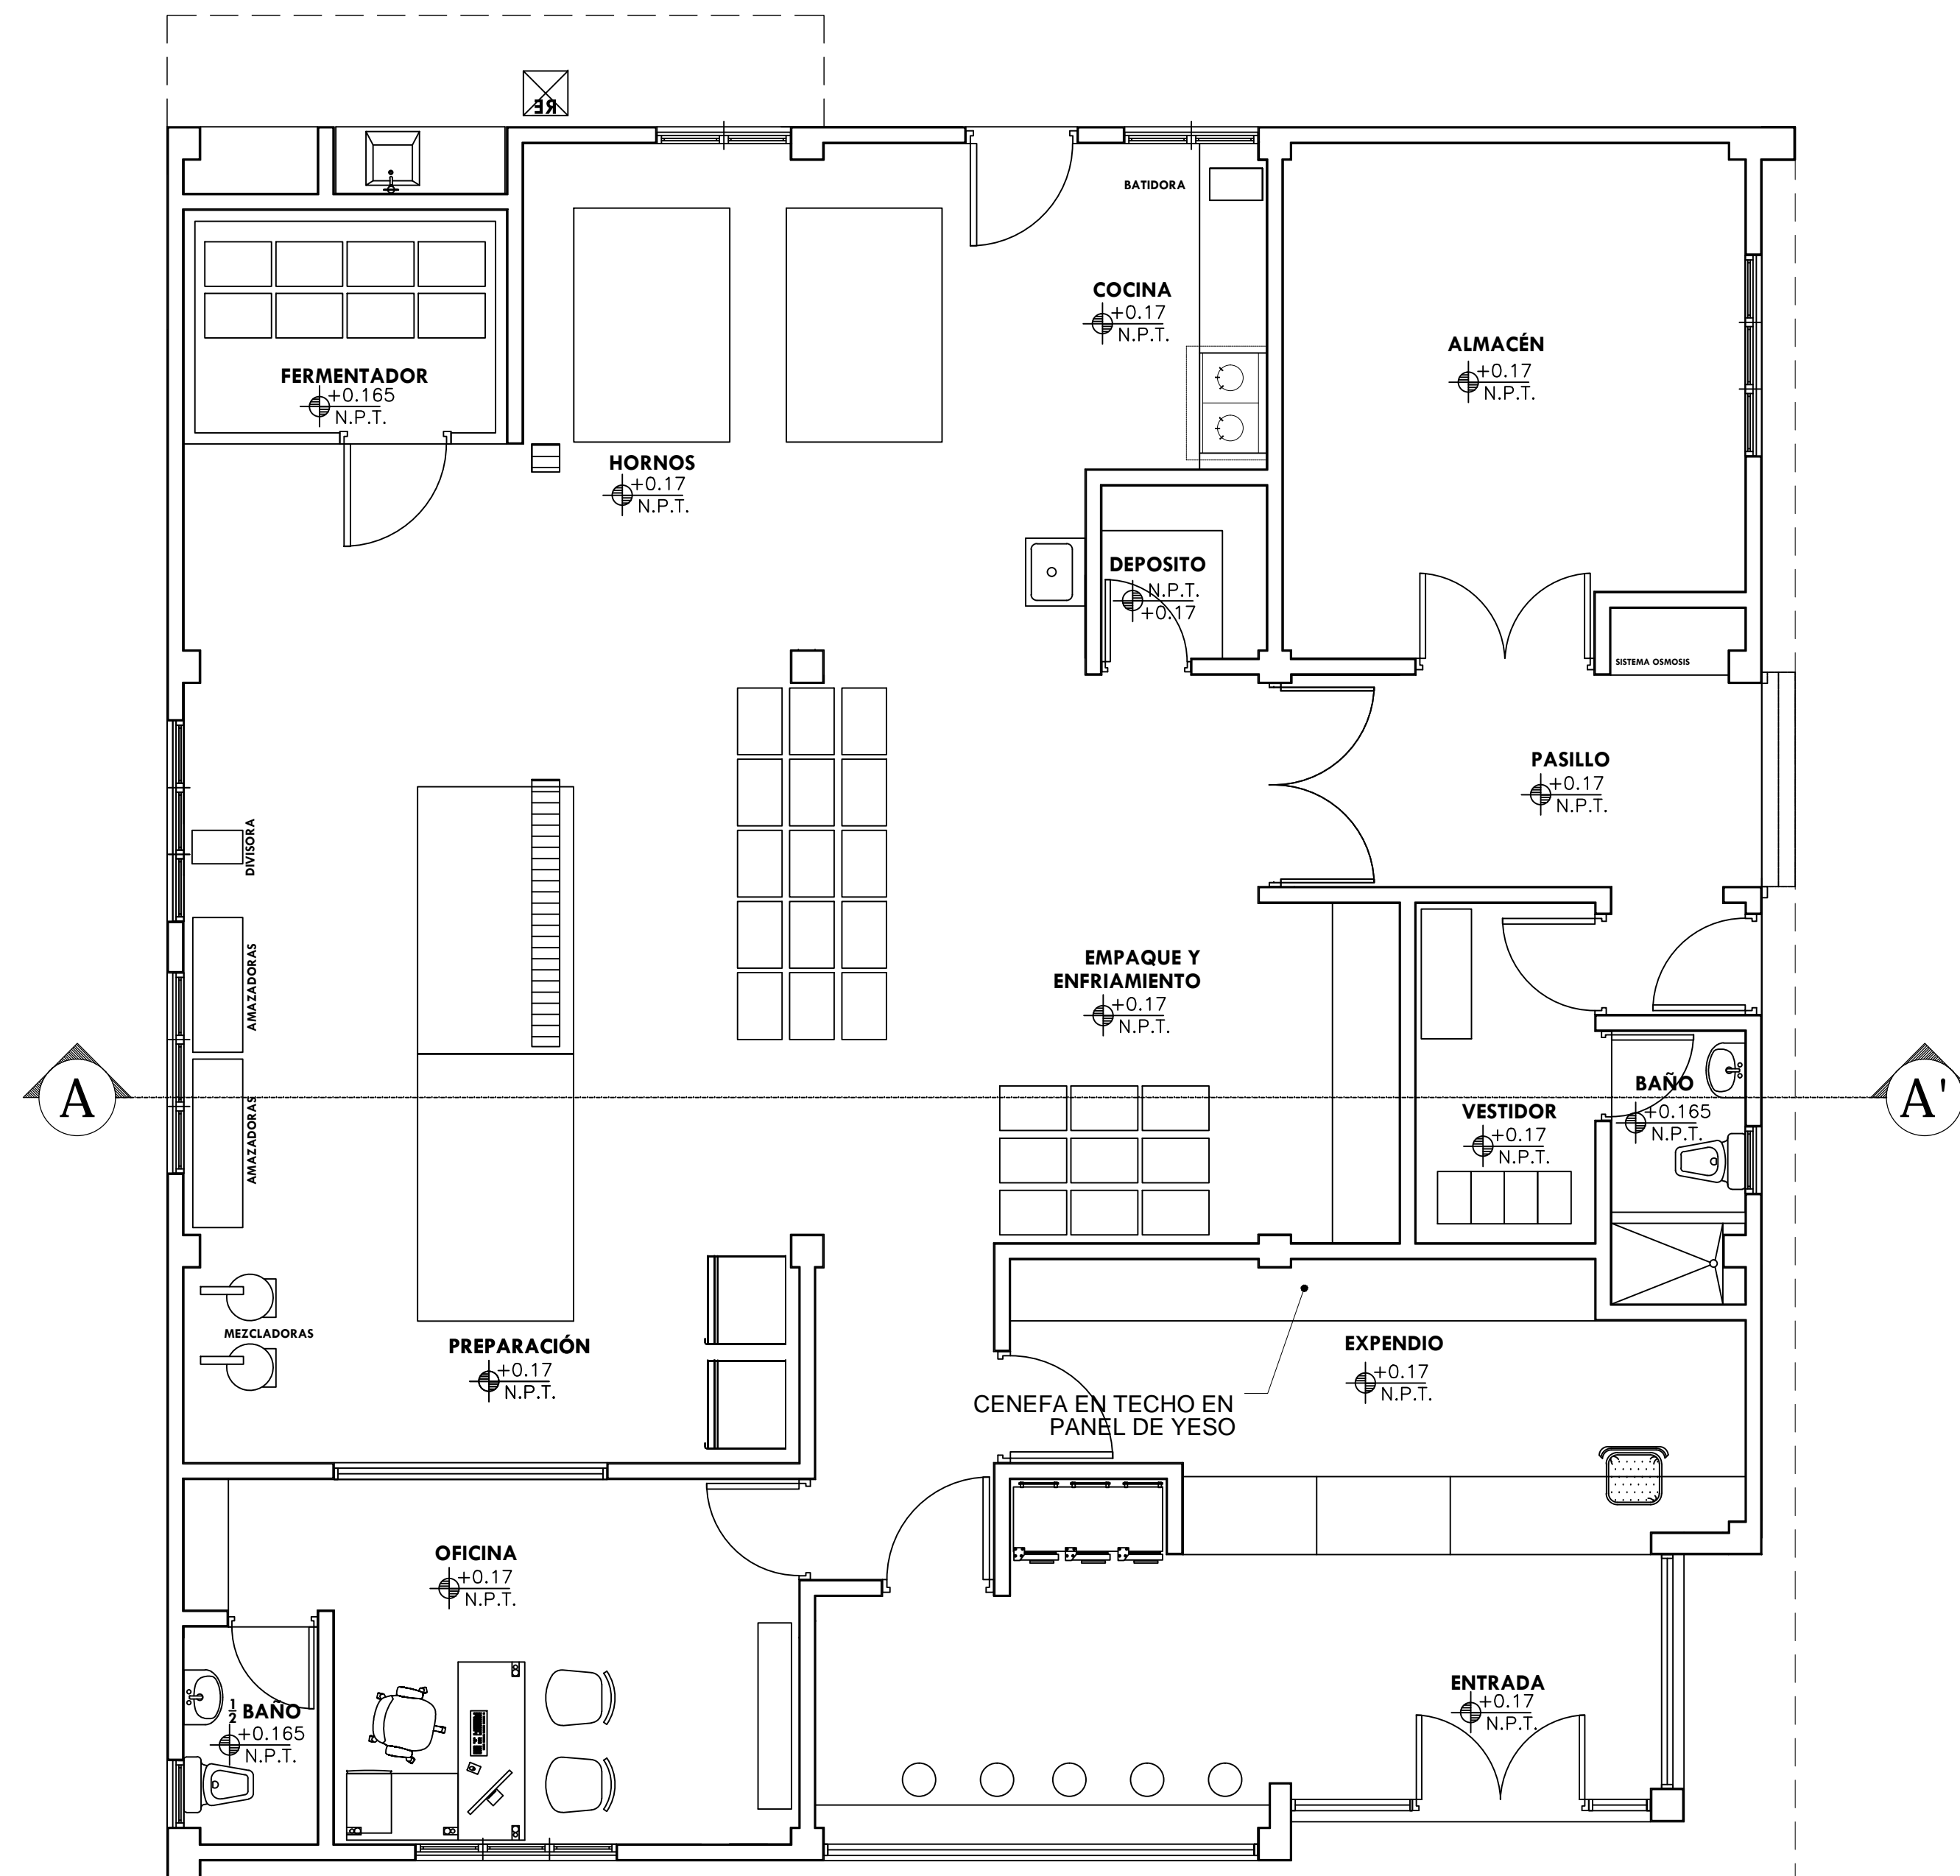 RE
BATIDORA
COCINA
+0.17
N.P.T.
ALMACÉN
+0.17
N.P.T.
FERMENTADOR
+0.165
N.P.T.
HORNOS
+0.17
N.P.T.
DEPOSITO
N.P.T.
+0.17
SISTEMA OSMOSIS
PASILLO
+0.17
N.P.T.
DIVISORA
AMAZADORAS
EMPAQUE Y
ENFRIAMIENTO
+0.17
N.P.T.
A
A'
AMAZADORAS
BAÑO
+0.165
N.P.T.
VESTIDOR
+0.17
N.P.T.
MEZCLADORAS
PREPARACIÓN
+0.17
N.P.T.
EXPENDIO
+0.17
N.P.T.
CENEFA EN TECHO EN
PANEL DE YESO
OFICINA
+0.17
N.P.T.
ENTRADA
+0.17
N.P.T.
1/2 BAÑO
+0.165
N.P.T.